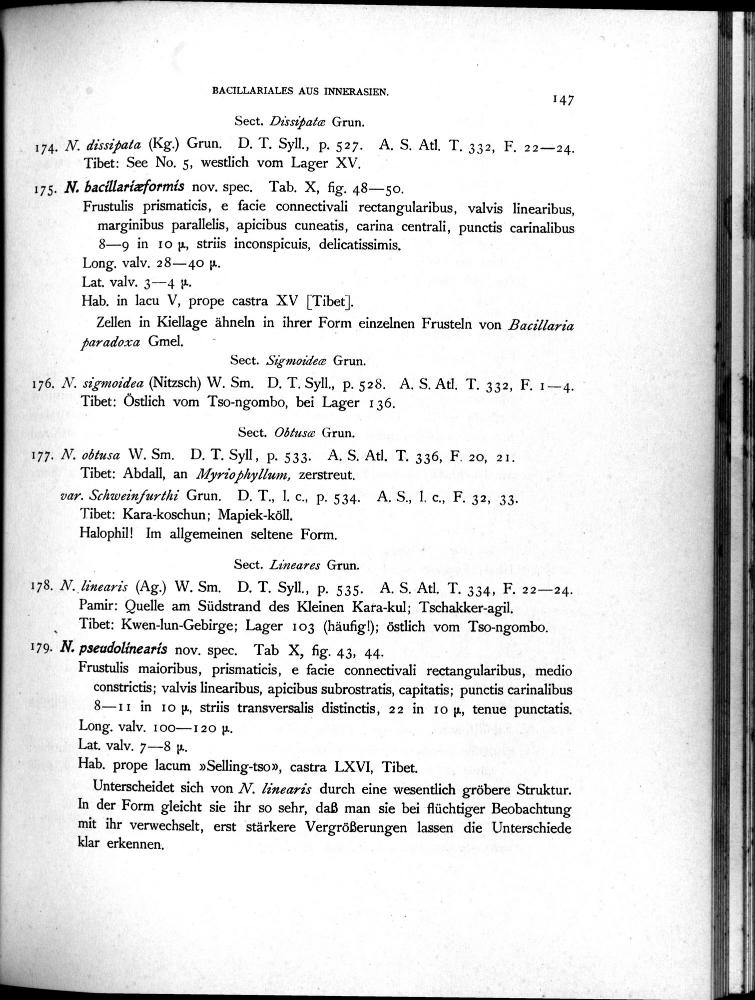 BACILLARIALES AUS INNERASIEN.
147
Sect. Dissipatæ Grun.
174. N. dissipata (Kg.) Grun. D. T. Syll., p. 527. A. S. Atl. T. 332, F. 22—24.
Tibet: See No. 5, westlich vom Lager XV.
175. N. bacillariæformis nov. spec. Tab. X, fig. 48—50.
Frustulis prismaticis, e facie connectivali rectangularibus, valvis linearibus,
marginibus parallelis, apicibus cuneatis, carina centrali, punctis carinalibus
8—9 in 10 µ, striis inconspicuis, delicatissimis.
Long. valv. 28—40 µ.
Lat. valv. 3—4 µ.
Hab. in lacu V, prope castra XV [Tibet].
Zellen in Kiellage ähneln in ihrer Form einzelnen Frusteln von Bacillaria
paradoxa Gmel.
Sect. Sigmoideæ Grun.
176. N. sigmoidea (Nitzsch) W. Sm. D. T. Syll., p. 528. A. S. Atl. T. 332, F. 1—4.
Tibet: Östlich vom Tso-ngombo, bei Lager 136.
Sect. Obtusæ Grun.
177. N. obtusa W. Sm. D. T. Syll, p. 533. A. S. Atl. T. 336, F. 20, 21.
Tibet: Abdall, an Myriophyllum, zerstreut.
var. Schweinfurthi Grun. D. T., l. c., p. 534. A. S., l. c., F. 32, 33.
Tibet: Kara-koschun; Mapiek-köll.
Halophil! Im allgemeinen seltene Form.
Sect. Lineares Grun.
178. N. linearis (Ag.) W. Sm. D. T. Syll., p. 535. A. S. Atl. T. 334, F. 22—24.
Pamir: Quelle am Südstrand des Kleinen Kara-kul; Tschakker-agil.
Tibet: Kwen-lun-Gebirge; Lager 103 (häufig!); östlich vom Tso-ngombo.
179. N. pseudolinearis nov. spec. Tab X, fig. 43, 44.
Frustulis maioribus, prismaticis, e facie connectivali rectangularibus, medio
constrictis; valvis linearibus, apicibus subrostratis, capitatis; punctis carinalibus
8—11 in 10 µ, striis transversalis distinctis, 22 in 10 µ, tenue punctatis.
Long. valv. 100—120 µ.
Lat. valv. 7—8 µ.
Hab. prope lacum »Selling-tso», castra LXVI, Tibet.
Unterscheidet sich von N. linearis durch eine wesentlich gröbere Struktur.
In der Form gleicht sie ihr so sehr, daß man sie bei flüchtiger Beobachtung
mit ihr verwechselt, erst stärkere Vergrößerungen lassen die Unterschiede
klar erkennen.